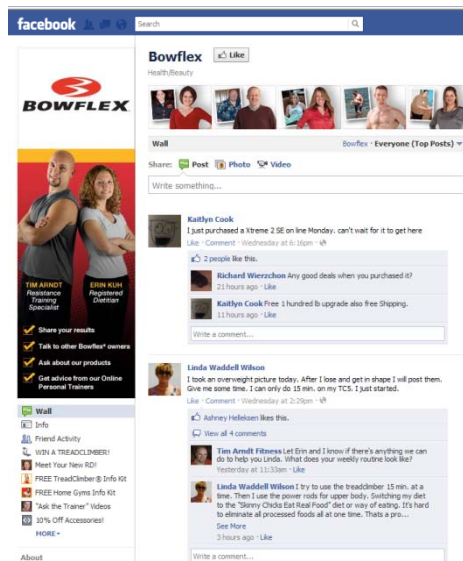 facebook
Search
BOWFLEX
TIM ARNDT
Resistance
Training
Specialist
ERIN KUH
Registered
Dietitian
Share your results
Talk to other Bowflex® owners
Ask about our products
Get advice from our Online
Personal Trainers
Wall
Info
Friend Activity
WIN A TREADCLIMBER!
Meet Your New RD!
FREE TreadClimber® Info Kit
FREE Home Gyms Info Kit
"Ask the Trainer" Videos
10% Off Accessories!
MORE
About
Bowflex
Like
Health/Beauty
Wall
Bowflex · Everyone (Top Posts)
Share: Post Photo Video
Write something...
Kaitlyn Cook
I just purchased a Xtreme 2 SE on line Monday. can't wait for it to get here
Like · Comment · Wednesday at 6:16pm ·
2 people like this.
Richard Wierzchon Any good deals when you purchased it?
21 hours ago · Like
Kaitlyn Cook Free 1 hundred lb upgrade also free Shipping.
11 hours ago · Like
Write a comment...
Linda Waddell Wilson
I took an overweight picture today. After I lose and get in shape I will post them.
Give me some time. I can only do 15 min. on my TC5. I just started.
Like · Comment · Wednesday at 2:29pm ·
Ashney Helleksen likes this.
View all 4 comments
Tim Arndt Fitness Let Erin and I know if there's anything we can
do to help you Linda. What does your weekly routine look like?
Yesterday at 11:33am · Like
Linda Waddell Wilson I try to use the treadclimber 15 min. at a
time. Then I use the power rods for upper body. Switching my diet
to the "Skinny Chicks Eat Real Food" diet or way of eating. It's hard
to eliminate all processed foods all at one time. Thats a pro...
See More
3 hours ago · Like
Write a comment...